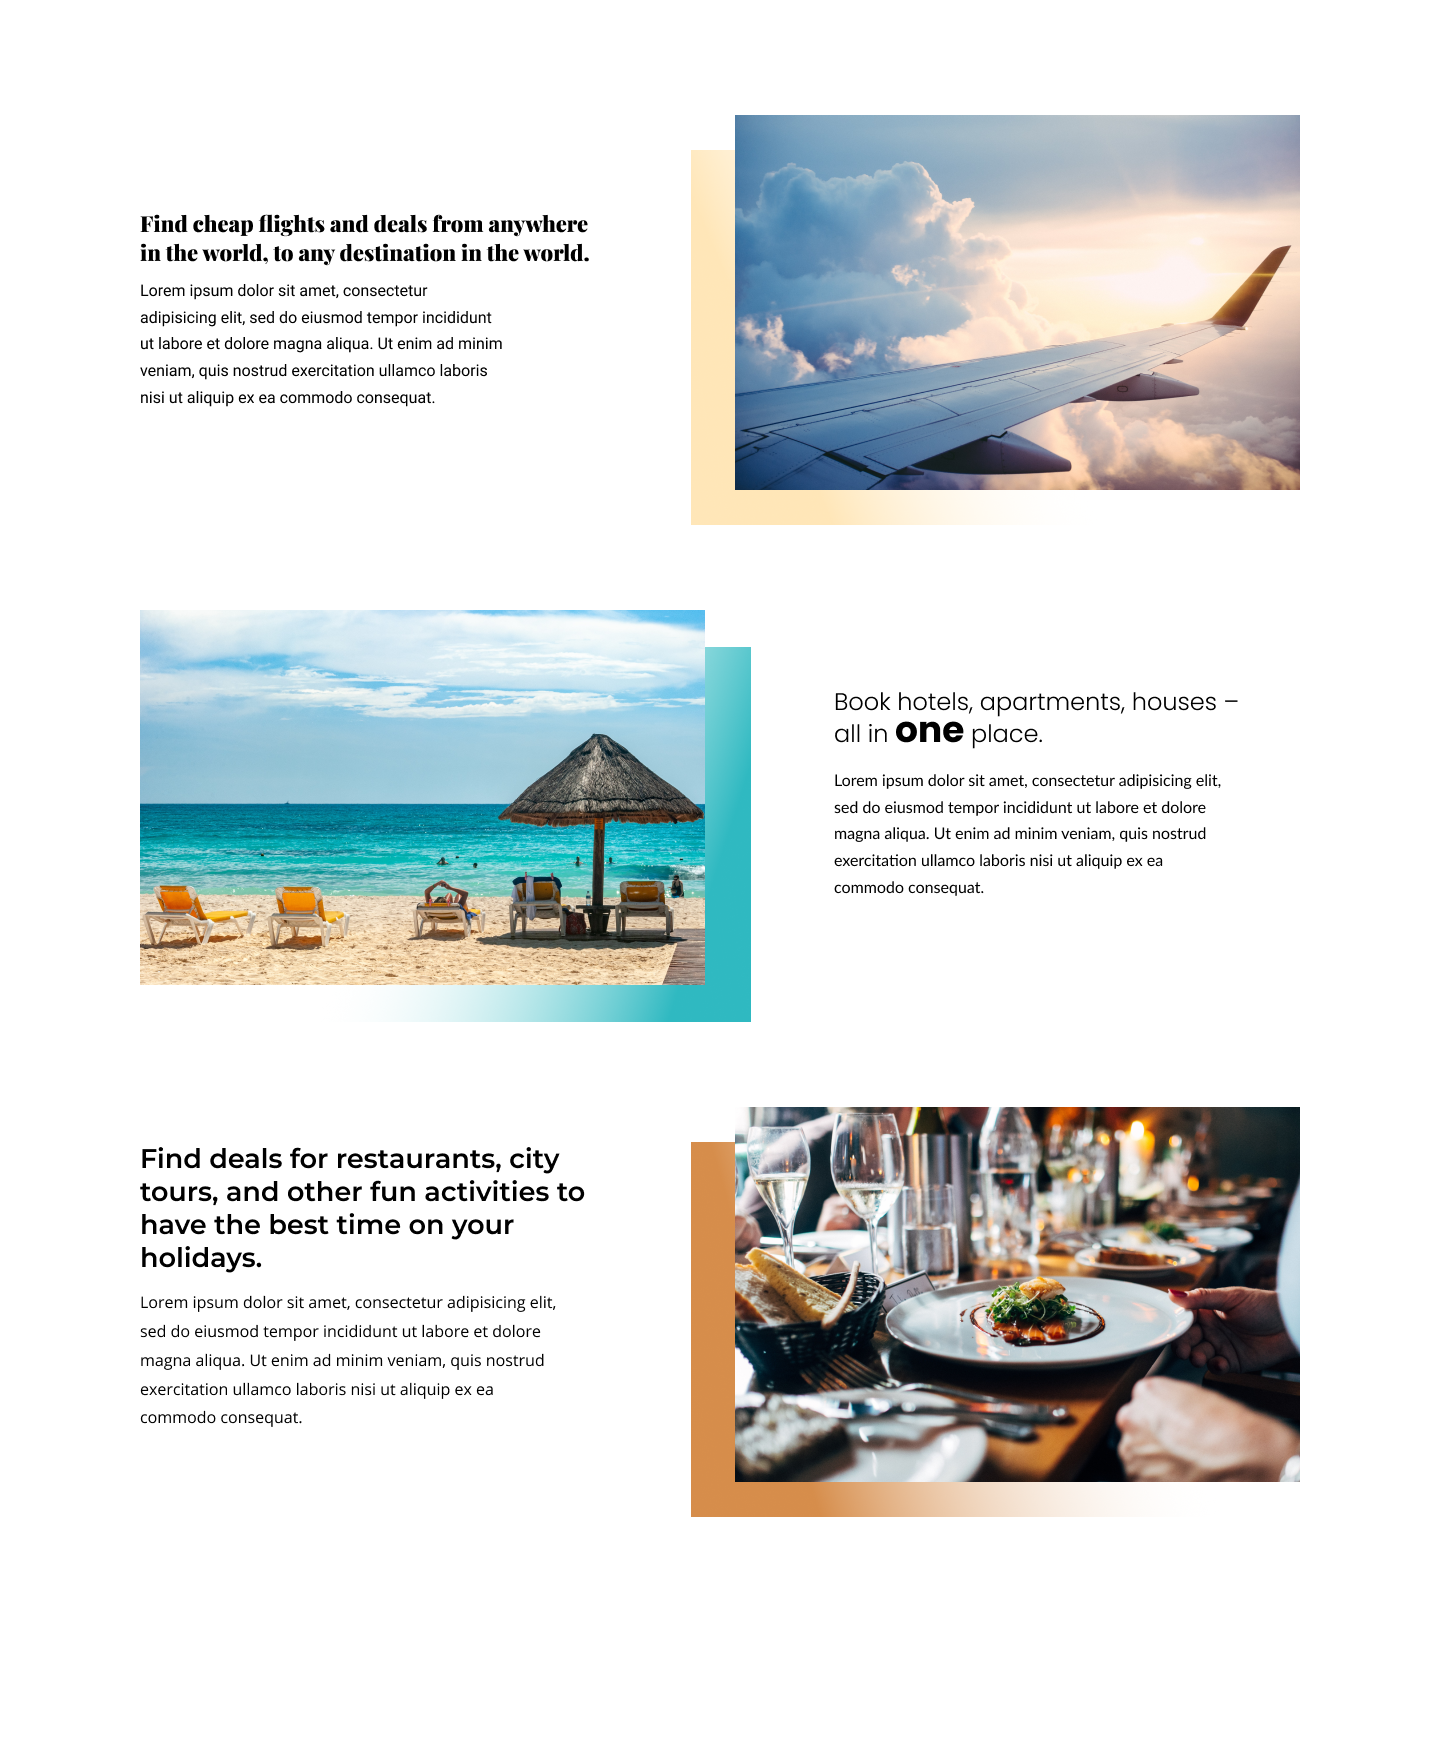 Find cheap flights and deals from anywhere
in the world, to any destination in the world.
Lorem ipsum dolor sit amet, consectetur
adipisicing elit, sed do eiusmod tempor incididunt
ut labore et dolore magna aliqua. Ut enim ad minim
veniam, quis nostrud exercitation ullamco laboris
nisi ut aliquip ex ea commodo consequat.
Book hotels, apartments, houses –
all in one place.
Lorem ipsum dolor sit amet, consectetur adipisicing elit,
sed do eiusmod tempor incididunt ut labore et dolore
magna aliqua. Ut enim ad minim veniam, quis nostrud
exercitation ullamco laboris nisi ut aliquip ex ea
commodo consequat.
Find deals for restaurants, city
tours, and other fun activities to
have the best time on your
holidays.
Lorem ipsum dolor sit amet, consectetur adipisicing elit,
sed do eiusmod tempor incididunt ut labore et dolore
magna aliqua. Ut enim ad minim veniam, quis nostrud
exercitation ullamco laboris nisi ut aliquip ex ea
commodo consequat.